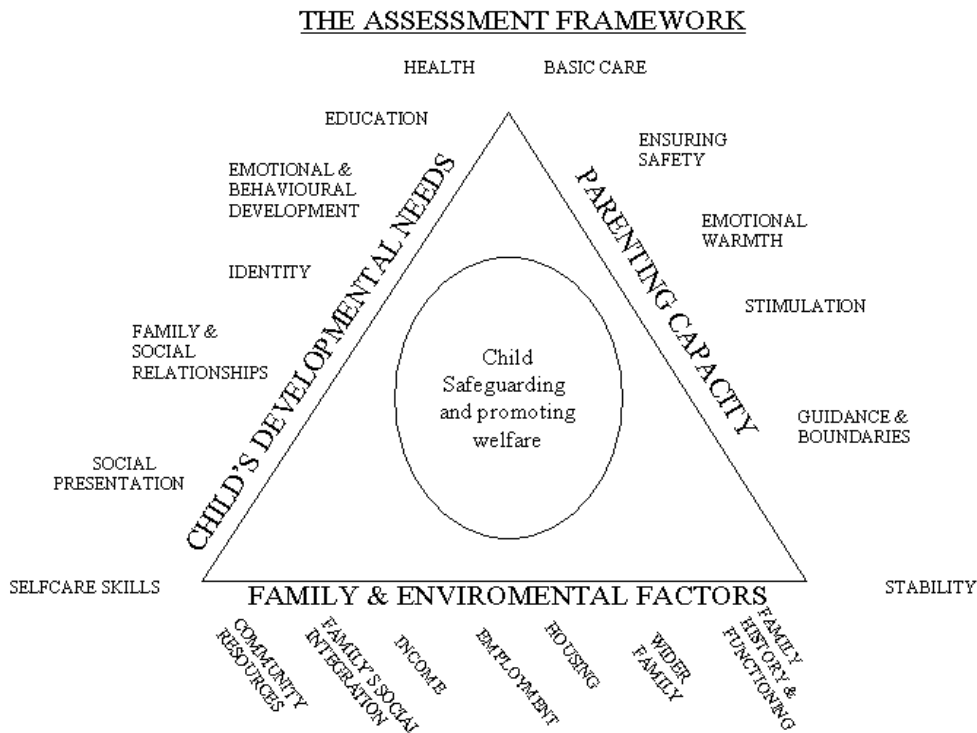 THE ASSESSMENT FRAMEWORK
HEALTH
BASIC CARE
EDUCATION
ENSURING
SAFETY
EMOTIONAL &
BEHAVIOURAL
DEVELOPMENT
EMOTIONAL
WARMTH
IDENTITY
STIMULATION
FAMILY &
SOCIAL
RELATIONSHIPS
GUIDANCE &
BOUNDARIES
SOCIAL
PRESENTATION
SELFCARE SKILLS
STABILITY
CHILD'S DEVELOPMENTAL NEEDS
PARENTING CAPACITY
Child
Safeguarding
and promoting
welfare
FAMILY & ENVIROMENTAL FACTORS
COMMUNITY
RESOURCES
FAMILY'S SOCIAL
INTEGRATION
INCOME
EMPLOYMENT
HOUSING
WIDER
FAMILY
FAMILY
HISTORY &
FUNCTIONING